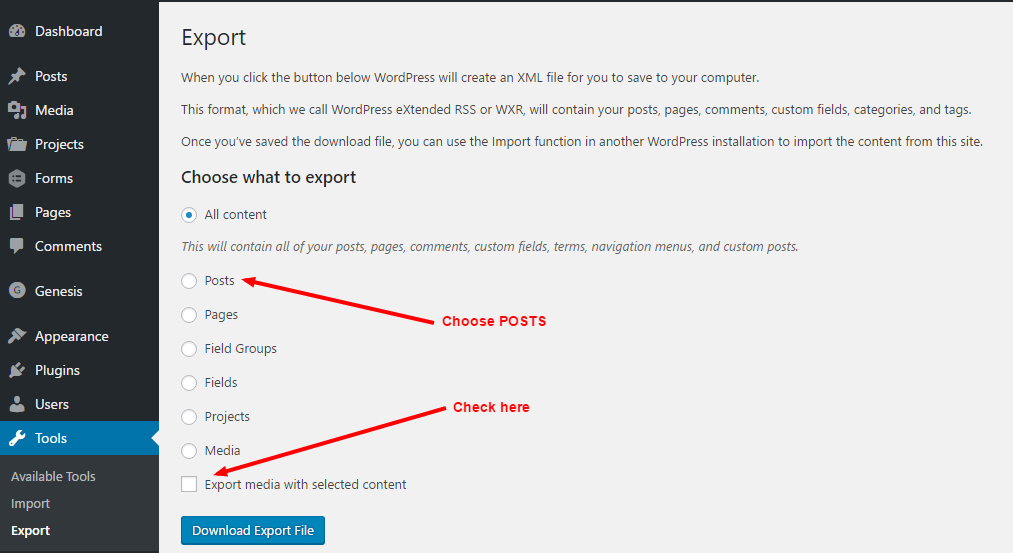 Dashboard
Posts
Media
Projects
Forms
Pages
Comments
G Genesis
Appearance
Plugins
Users
Tools
Available Tools
Import
Export
Export
When you click the button below WordPress will create an XML file for you to save to your computer.
This format, which we call WordPress eXtended RSS or WXR, will contain your posts, pages, comments, custom fields, categories, and tags.
Once you've saved the download file, you can use the Import function in another WordPress installation to import the content from this site.
Choose what to export
All content
This will contain all of your posts, pages, comments, custom fields, terms, navigation menus, and custom posts.
Posts
Choose POSTS
Pages
Field Groups
Fields
Check here
Projects
Media
Export media with selected content
Download Export File